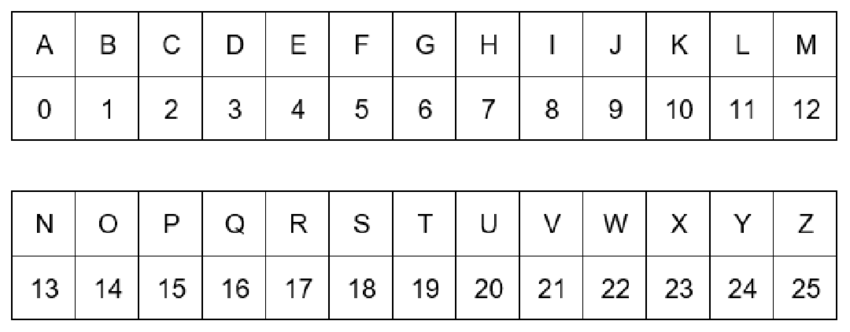 A B C D E F G H I J K L M
0 1 2 3 4 5 6 7 8 9 10 11 12
N O P Q R S T U V W X Y Z
13 14 15 16 17 18 19 20 21 22 23 24 25